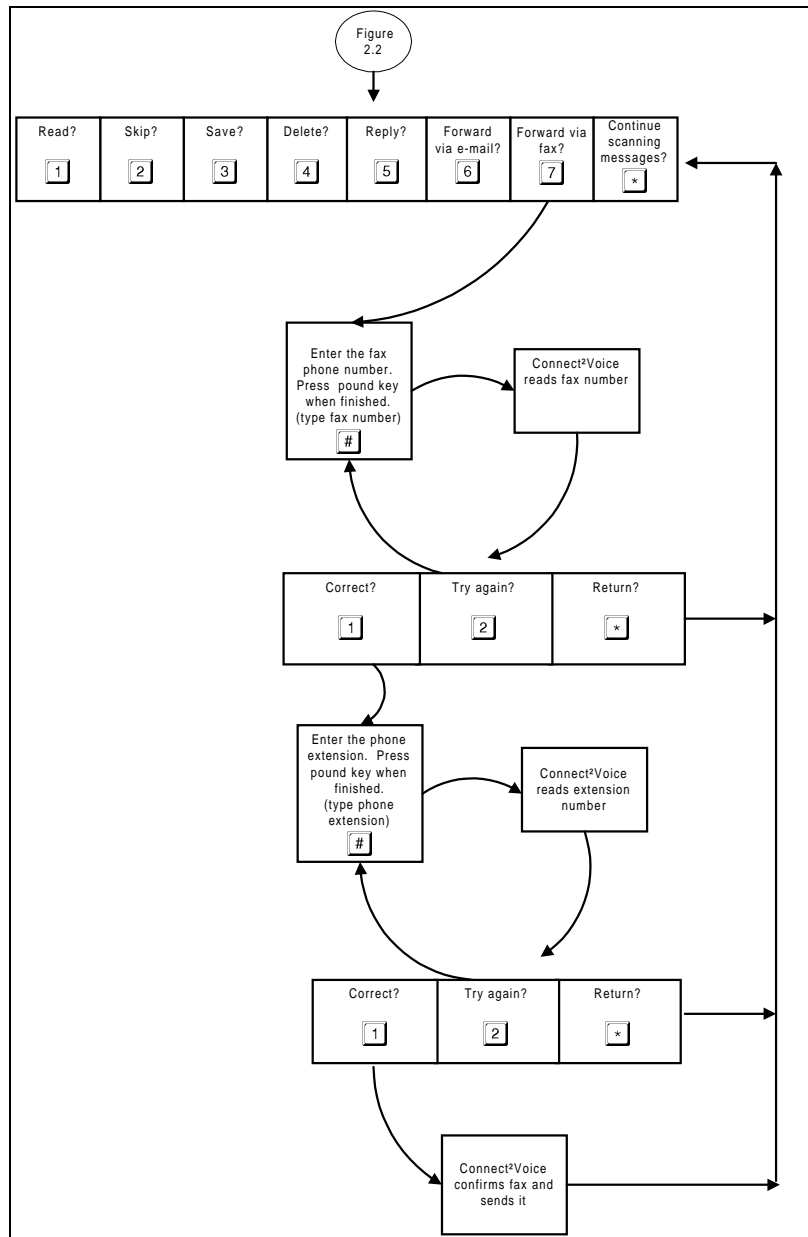 Figure
2.2
Read?
1
Skip?
2
Save?
3
Delete?
4
Reply?
5
Forward
via e-mail?
6
Forward via
fax?
7
Continue
scanning
messages?
*
Enter the fax
phone number.
Press pound key
when finished.
(type fax number)
#
Connect²Voice
reads fax number
Correct?
1
Try again?
2
Return?
*
Enter the phone
extension. Press
pound key when
finished.
(type phone
extension)
#
Connect²Voice
reads extension
number
Correct?
1
Try again?
2
Return?
*
Connect²Voice
confirms fax and
sends it